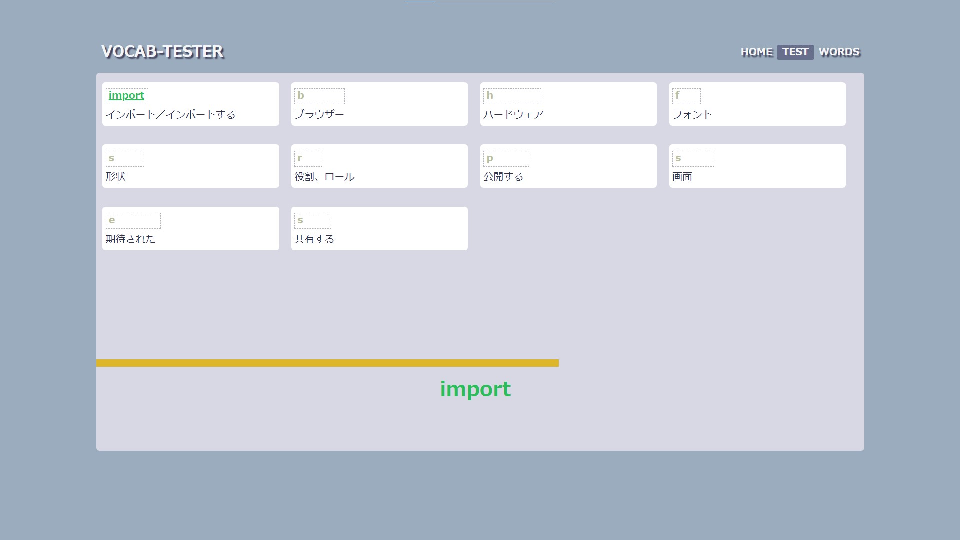 VOCAB-TESTER
HOME TEST WORDS
import
インポート／インポートする
b
ブラウザー
h
ハードウェア
f
フォント
s
形状
r
役割、ロール
p
公開する
s
画面
e
期待された
s
共有する
import